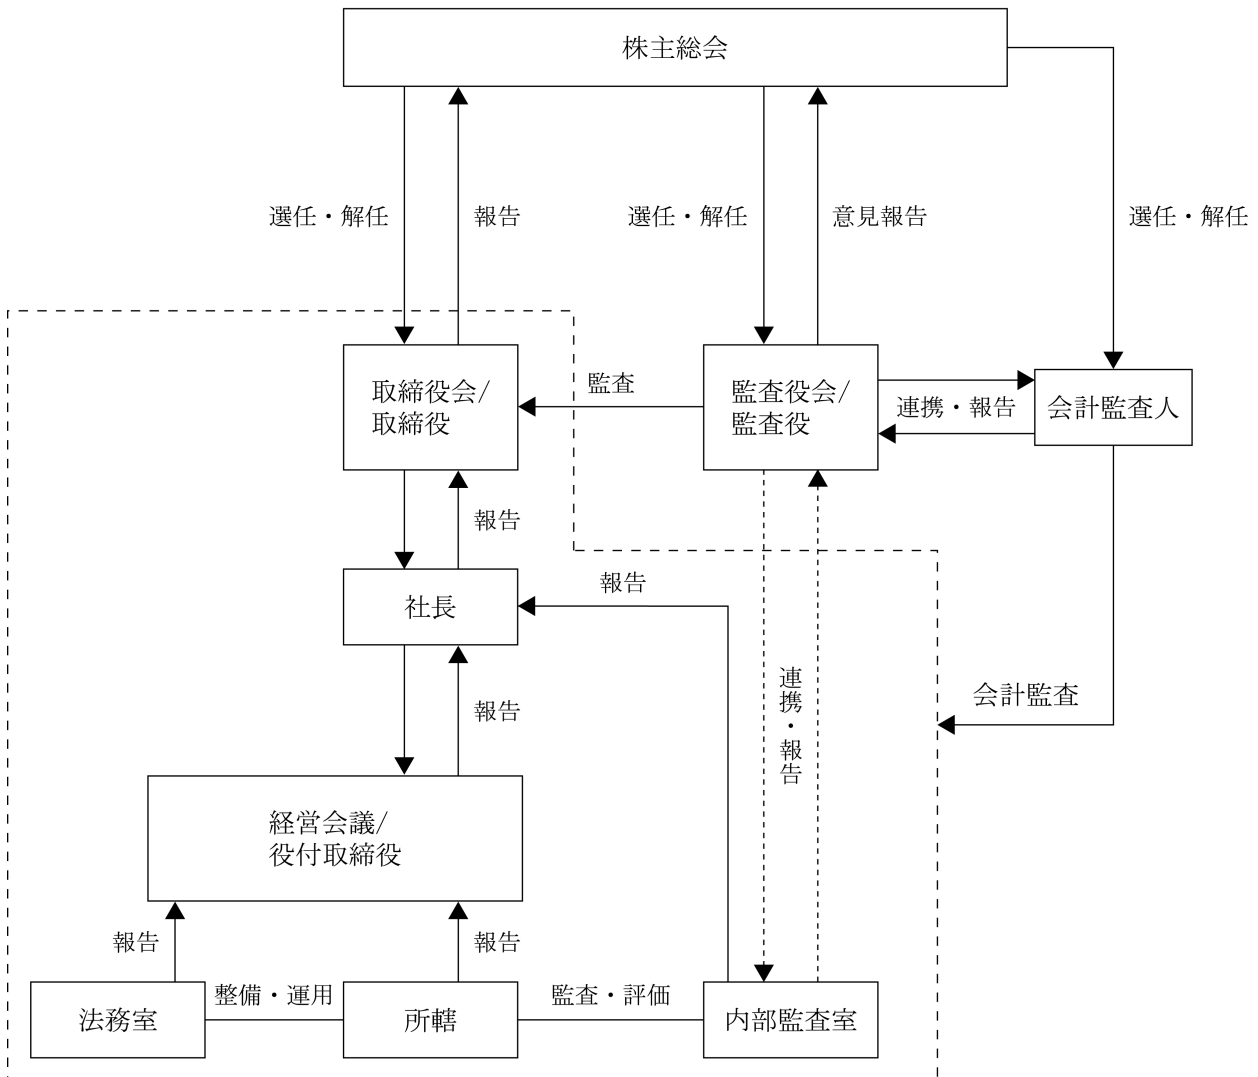 株主総会
選任・解任
報告
選任・解任
意見報告
選任・解任
取締役会/
取締役
監査
監査役会/
監査役
連携・報告
会計監査人
報告
社長
報告
連携・報告
会計監査
報告
経営会議/
役付取締役
報告
報告
法務室
整備・運用
所轄
監査・評価
内部監査室